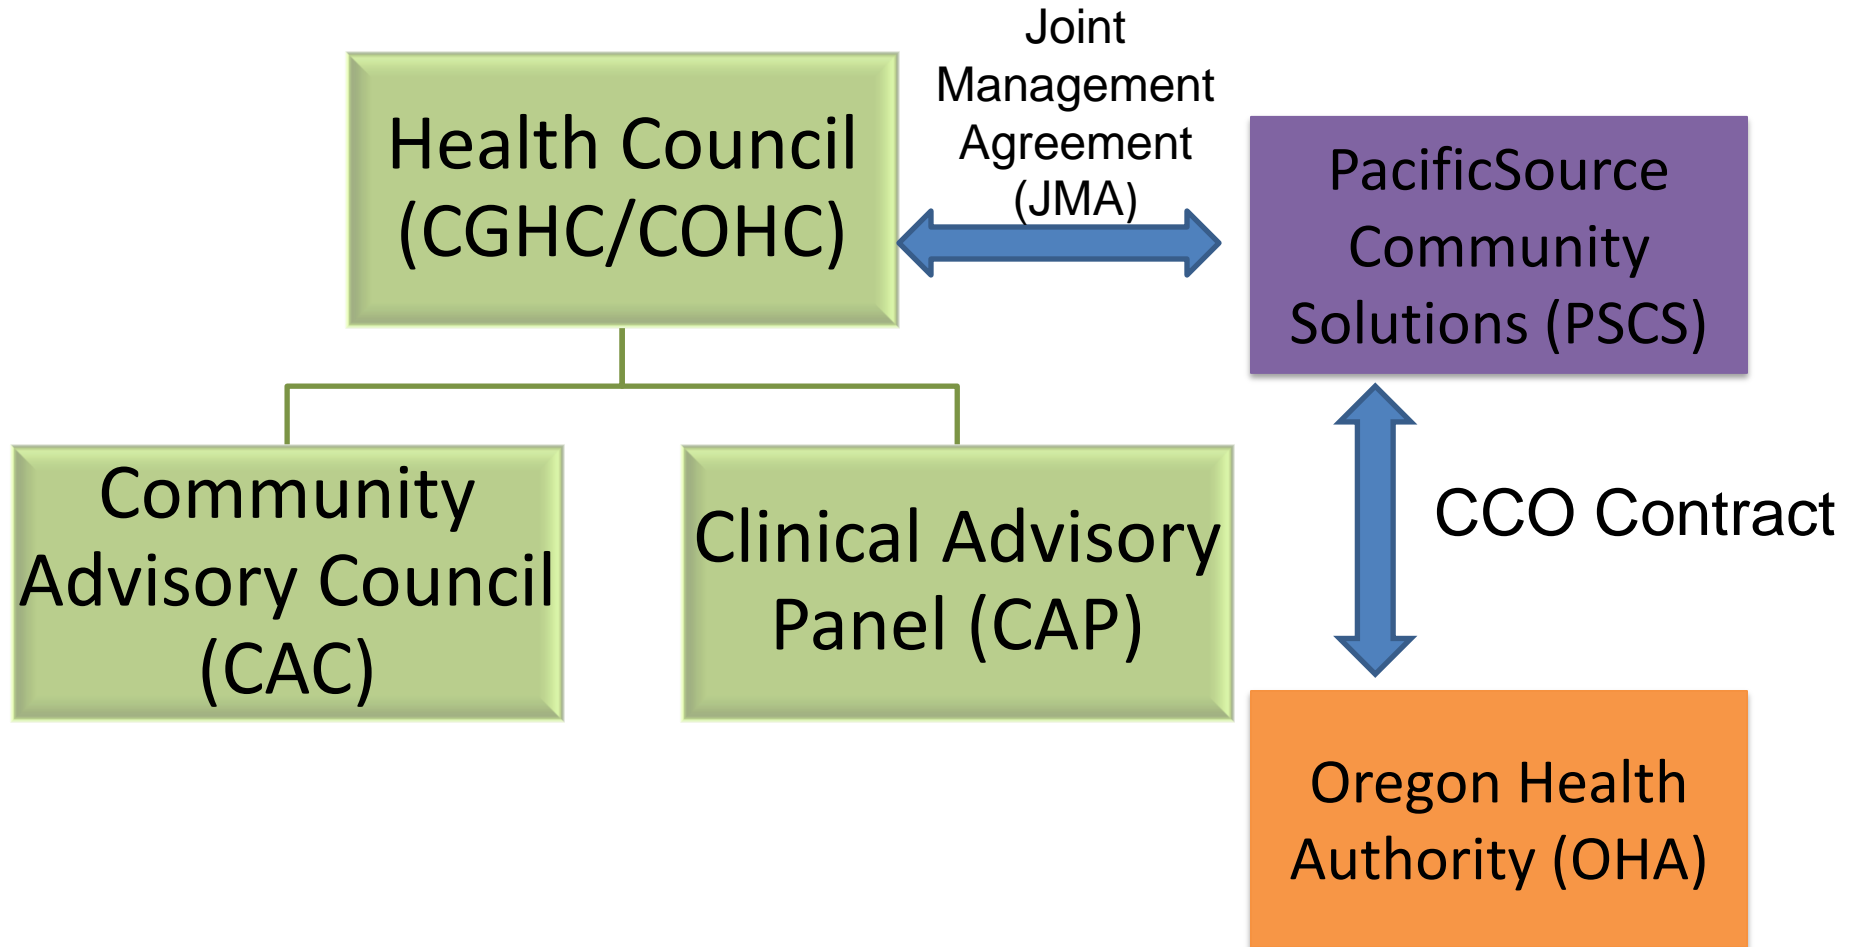 Joint
Management
Agreement
(JMA)
Health Council
(CGHC/COHC)
PacificSource
Community
Solutions (PSCS)
Community
Advisory Council
(CAC)
Clinical Advisory
Panel (CAP)
CCO Contract
Oregon Health
Authority (OHA)